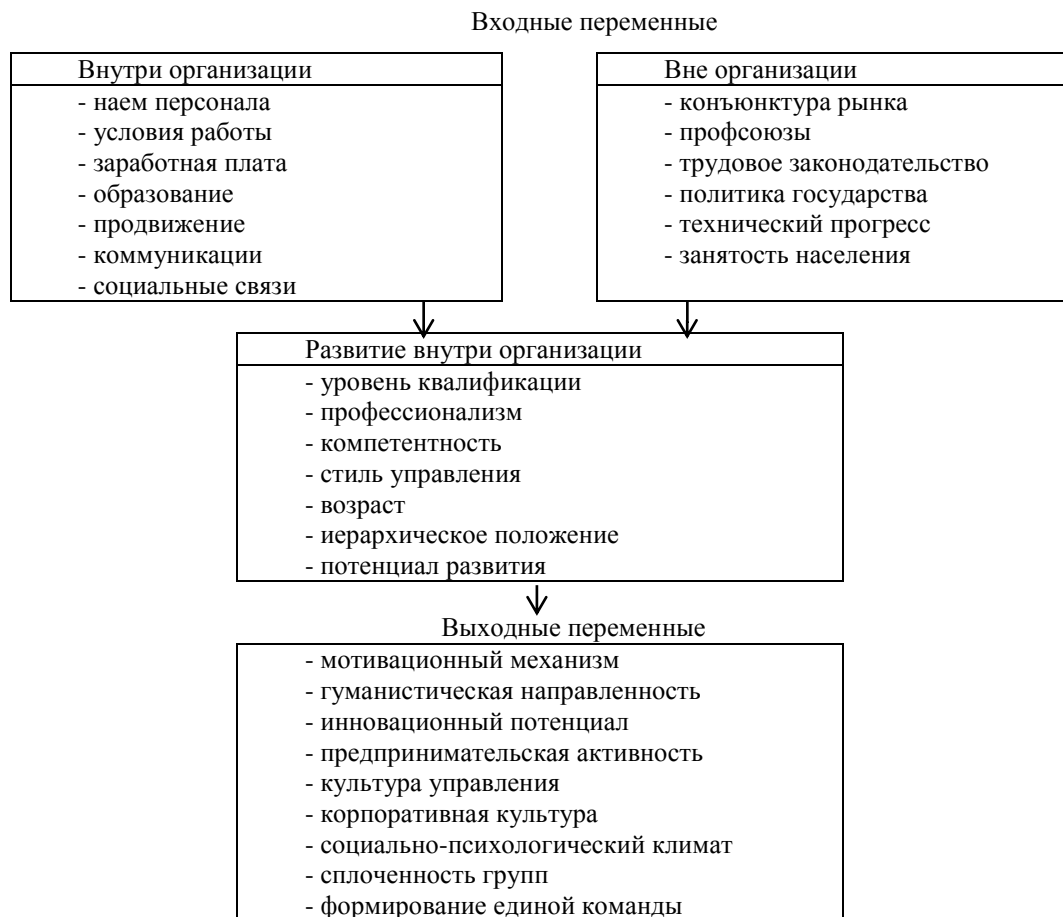 Входные переменные
Внутри организации
- наем персонала
- условия работы
- заработная плата
- образование
- продвижение
- коммуникации
- социальные связи
Вне организации
- конъюнктура рынка
- профсоюзы
- трудовое законодательство
- политика государства
- технический прогресс
- занятость населения
Развитие внутри организации
- уровень квалификации
- профессионализм
- компетентность
- стиль управления
- возраст
- иерархическое положение
- потенциал развития
Выходные переменные
- мотивационный механизм
- гуманистическая направленность
- инновационный потенциал
- предпринимательская активность
- культура управления
- корпоративная культура
- социально-психологический климат
- сплоченность групп
- формирование единой команды